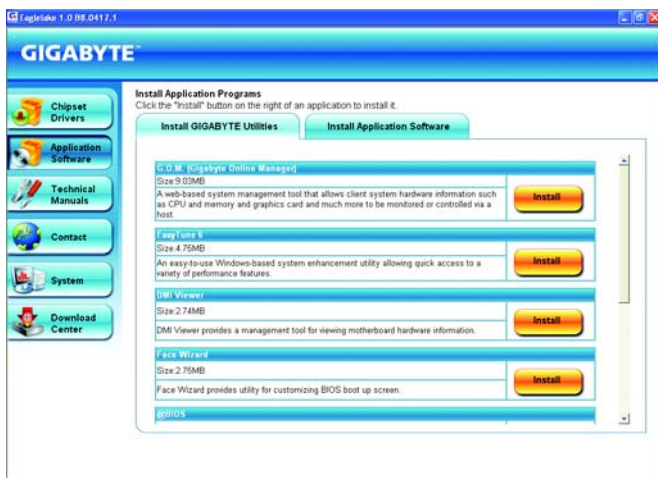 Eaglelake 1.0 B8.0417.1
GIGABYTE™
Chipset
Drivers
Application
Software
Technical
Manuals
Contact
System
Download
Center
Install Application Programs
Click the "Install" button on the right of an application to install it.
Install GIGABYTE Utilities
Install Application Software
G.O.M. (Gigabyte Online Manager)
Size:9.03MB
A web-based system management tool that allows client system hardware information such
as CPU and memory and graphics card and much more to be monitored or controlled via a
host.
Install
EasyTune 6
Size:4.75MB
An easy-to-use Windows-based system enhancement utility allowing quick access to a
variety of performance features.
Install
DMI Viewer
Size:2.74MB
DMI Viewer provides a management tool for viewing motherboard hardware information.
Install
Face Wizard
Size:2.75MB
Face Wizard provides utility for customizing BIOS boot up screen.
Install
@BIOS